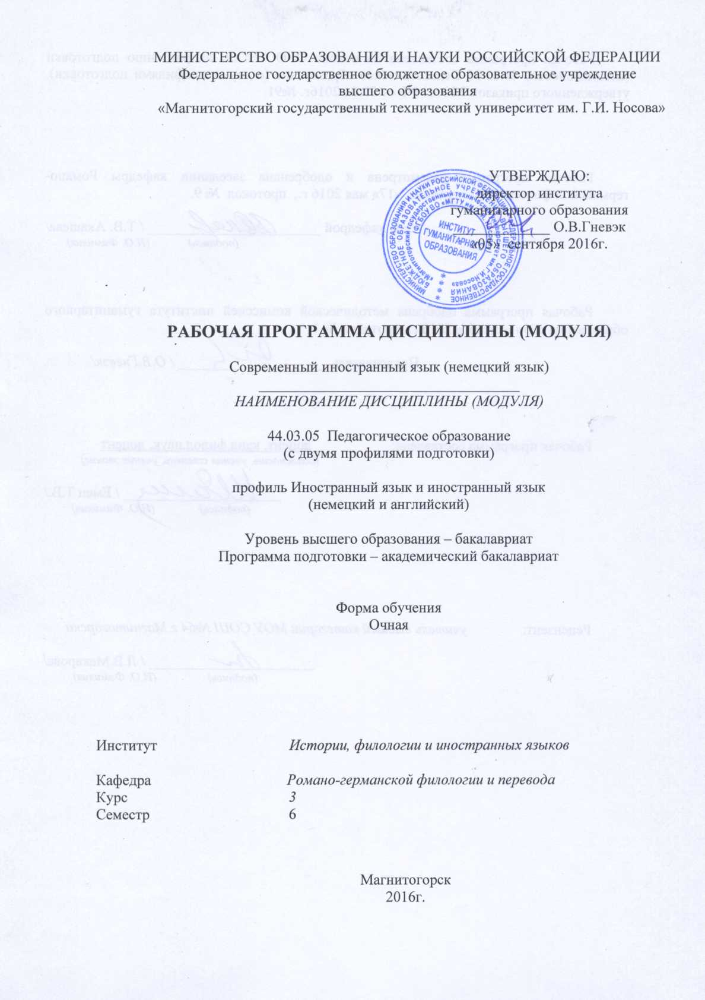 МИНИСТЕРСТВО ОБРАЗОВАНИЯ И НАУКИ РОССИЙСКОЙ ФЕДЕРАЦИИ
Федеральное государственное бюджетное образовательное учреждение
высшего образования
«Магнитогорский государственный технический университет им. Г.И. Носова»
УТВЕРЖДАЮ:
директор института
гуманитарного образования
О.В.Гневэк
«05» сентября 2016г.
ИНСТИТУТ
ГУМАНИТАРНОГО
ОБРАЗОВАНИЯ
РАБОЧАЯ ПРОГРАММА ДИСЦИПЛИНЫ (МОДУЛЯ)
Современный иностранный язык (немецкий язык)
НАИМЕНОВАНИЕ ДИСЦИПЛИНЫ (МОДУЛЯ)
44.03.05 Педагогическое образование
(с двумя профилями подготовки)
профиль Иностранный язык и иностранный язык
(немецкий и английский)
Уровень высшего образования – бакалавриат
Программа подготовки – академический бакалавриат
Форма обучения
Очная
Институт Истории, филологии и иностранных языков
Кафедра Романо-германской филологии и перевода
Курс 3
Семестр 6
Магнитогорск
2016г.